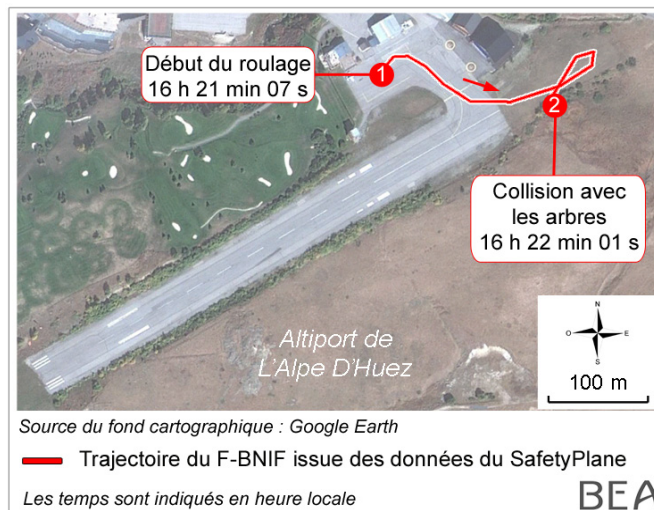 Début du roulage
16 h 21 min 07 s
1
2
Collision avec
les arbres
16 h 22 min 01 s
Altiport de
L'Alpe D'Huez
N
O
E
S
100 m
Source du fond cartographique : Google Earth
Trajectoire du F-BNIF issue des données du SafetyPlane
Les temps sont indiqués en heure locale
BEA